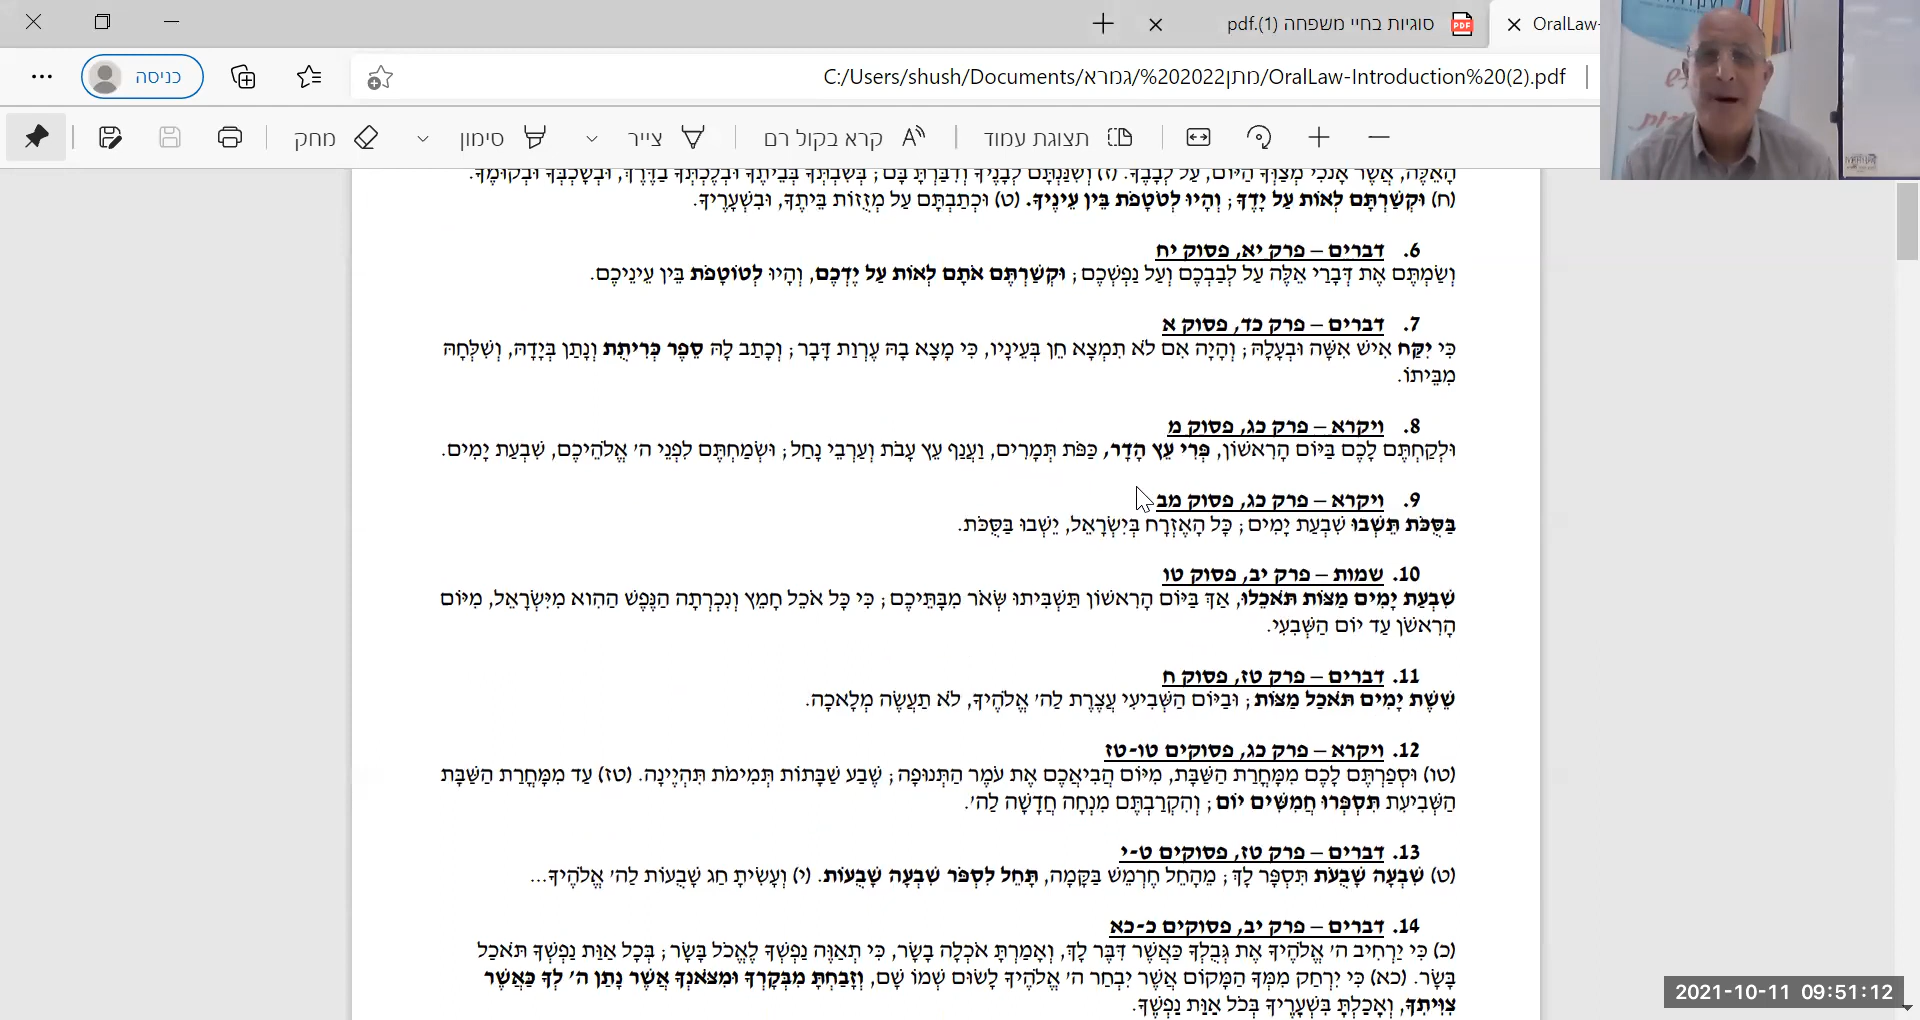 סוגיות בחיי משפחה (1).pdf
OralLaw-
כניסה
C:/Users/shush/Documents/גמרא/%202022מתן/OralLaw-Introduction%20(2).pdf
תצוגת עמוד
קרא בקול רם
צייר
סימון
מחק
הָאֵלֶּה, אֲשֶׁר אָנֹכִי מְצַוְּךָ הַיּוֹם, עַל לְבָבֶךָ. (ז) וְשִׁנַּנְתָּם לְבָנֶיךָ וְדִבַּרְתָּ בָּם; בְּשִׁבְתְּךָ בְּבֵיתֶךָ וּבְלֶכְתְּךָ בַדֶּרֶךְ, וּבְשָׁכְבְּךָ וּבְקוּמֶךָ.
(ח) וּקְשַׁרְתָּם לְאוֹת עַל יָדֶךָ; וְהָיוּ לְטֹטָפֹת בֵּין עֵינֶיךָ. (ט) וּכְתַבְתָּם עַל מְזֻזוֹת בֵּיתֶךָ, וּבִשְׁעָרֶיךָ.
6. דברים – פרק יא, פסוק יח
וְשַׂמְתֶּם אֶת דְּבָרַי אֵלֶּה עַל לְבַבְכֶם וְעַל נַפְשְׁכֶם; וּקְשַׁרְתֶּם אֹתָם לְאוֹת עַל יֶדְכֶם, וְהָיוּ לְטוֹטָפֹת בֵּין עֵינֵיכֶם.
7. דברים – פרק כד, פסוק א
כִּי יִקַּח אִישׁ אִשָּׁה וּבְעָלָהּ; וְהָיָה אִם לֹא תִמְצָא חֵן בְּעֵינָיו, כִּי מָצָא בָהּ עֶרְוַת דָּבָר; וְכָתַב לָהּ סֵפֶר כְּרִיתֻת וְנָתַן בְּיָדָהּ, וְשִׁלְּחָהּ
מִבֵּיתוֹ.
8. ויקרא – פרק כג, פסוק מ
וּלְקַחְתֶּם לָכֶם בַּיּוֹם הָרִאשׁוֹן, פְּרִי עֵץ הָדָר, כַּפֹּת תְּמָרִים, וַעֲנַף עֵץ עָבֹת וְעַרְבֵי נָחַל; וּשְׂמַחְתֶּם לִפְנֵי ה' אֱלֹהֵיכֶם, שִׁבְעַת יָמִים.
9. ויקרא – פרק כג, פסוק מב
בַּסֻּכֹּת תֵּשְׁבוּ שִׁבְעַת יָמִים; כָּל הָאֶזְרָח בְּיִשְׂרָאֵל, יֵשְׁבוּ בַּסֻּכֹּת.
10. שמות – פרק יב, פסוק טו
שִׁבְעַת יָמִים מַצּוֹת תֹּאכֵלוּ, אַךְ בַּיּוֹם הָרִאשׁוֹן תַּשְׁבִּיתוּ שְּׂאֹר מִבָּתֵּיכֶם; כִּי כָּל אֹכֵל חָמֵץ וְנִכְרְתָה הַנֶּפֶשׁ הַהִוא מִיִּשְׂרָאֵל, מִיּוֹם
הָרִאשֹׁן עַד יוֹם הַשְּׁבִעִי.
11. דברים – פרק טז, פסוק ח
שֵׁשֶׁת יָמִים תֹּאכַל מַצּוֹת; וּבַיּוֹם הַשְּׁבִיעִי עֲצֶרֶת לַה' אֱלֹהֶיךָ, לֹא תַעֲשֶׂה מְלָאכָה.
12. ויקרא – פרק כג, פסוקים טו-טז
(טו) וּסְפַרְתֶּם לָכֶם מִמָּחֳרַת הַשַּׁבָּת, מִיּוֹם הֲבִיאֲכֶם אֶת עֹמֶר הַתְּנוּפָה; שֶׁבַע שַׁבָּתוֹת תְּמִימֹת תִּהְיֶינָה. (טז) עַד מִמָּחֳרַת הַשַּׁבָּת
הַשְּׁבִיעִת תִּסְפְּרוּ חֲמִשִּׁים יוֹם; וְהִקְרַבְתֶּם מִנְחָה חֲדָשָׁה לַה'.
13. דברים – פרק טז, פסוקים ט-י
(ט) שִׁבְעָה שָׁבֻעֹת תִּסְפָּר לָךְ; מֵהָחֵל חֶרְמֵשׁ בַּקָּמָה, תָּחֵל לִסְפֹּר שִׁבְעָה שָׁבֻעוֹת. (י) וְעָשִׂיתָ חַג שָׁבֻעוֹת לַה' אֱלֹהֶיךָ...
14. דברים – פרק יב, פסוקים כ-כא
(כ) כִּי יַרְחִיב ה' אֱלֹהֶיךָ אֶת גְּבֻלְךָ כַּאֲשֶׁר דִּבֶּר לָךְ, וְאָמַרְתָּ אֹכְלָה בָשָׂר, כִּי תְאַוֶּה נַפְשְׁךָ לֶאֱכֹל בָּשָׂר; בְּכָל אַוַּת נַפְשְׁךָ תֹּאכַל
בָּשָׂר. (כא) כִּי יִרְחַק מִמְּךָ הַמָּקוֹם אֲשֶׁר יִבְחַר ה' אֱלֹהֶיךָ לָשׂוּם שְׁמוֹ שָׁם, וְזָבַחְתָּ מִבְּקָרְךָ וּמִצֹּאנְךָ אֲשֶׁר נָתַן ה' לְךָ כַּאֲשֶׁר
צִוִּיתִךָ, וְאָכַלְתָּ בִּשְׁעָרֶיךָ בְּכֹל אַוַּת נַפְשֶׁךָ.
2021-10-11 09:51:12